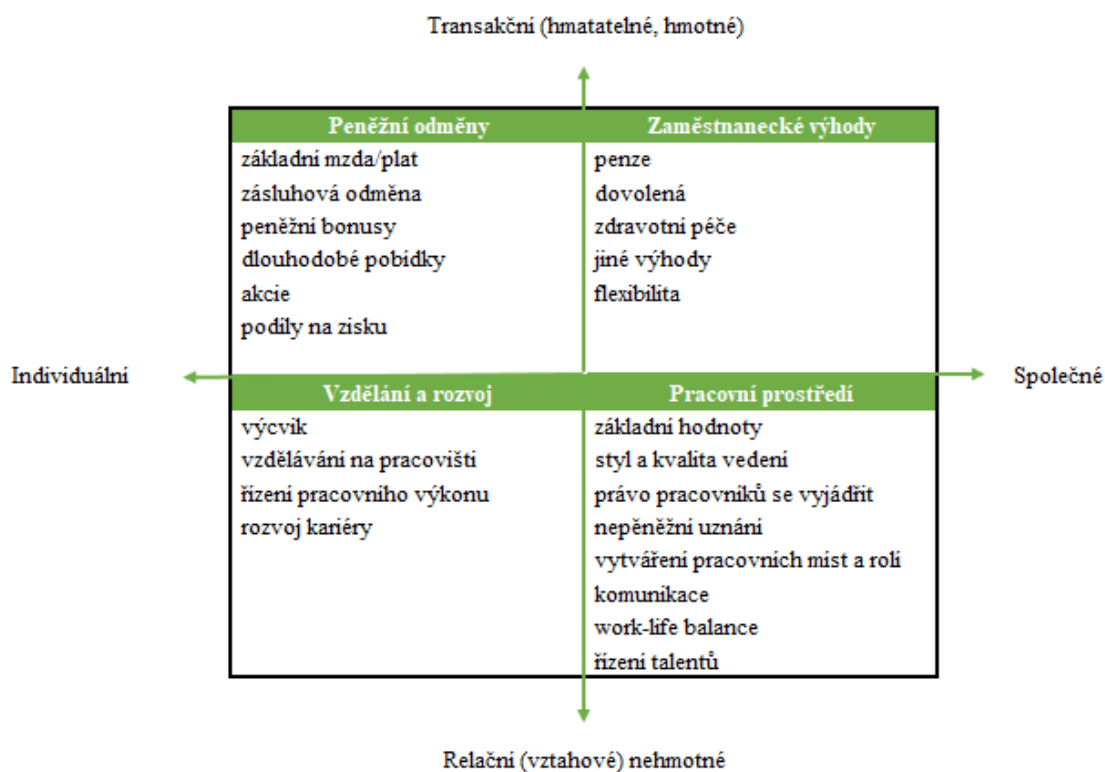 Transakční (hmatatelné, hmotné)
Peněžní odměny
základní mzda/plat
zásluhová odměna
peněžní bonusy
dlouhodobé pobídky
akcie
podíly na zisku
Zaměstnanecké výhody
penze
dovolená
zdravotní péče
jiné výhody
flexibilita
Individuální
Společné
Vzdělání a rozvoj
výcvik
vzdělávání na pracovišti
řízení pracovního výkonu
rozvoj kariéry
Pracovní prostředí
základní hodnoty
styl a kvalita vedení
právo pracovníků se vyjádřit
nepěněžní uznání
vytváření pracovních míst a rolí
komunikace
work-life balance
řízení talentů
Relační (vztahové) nehmotné